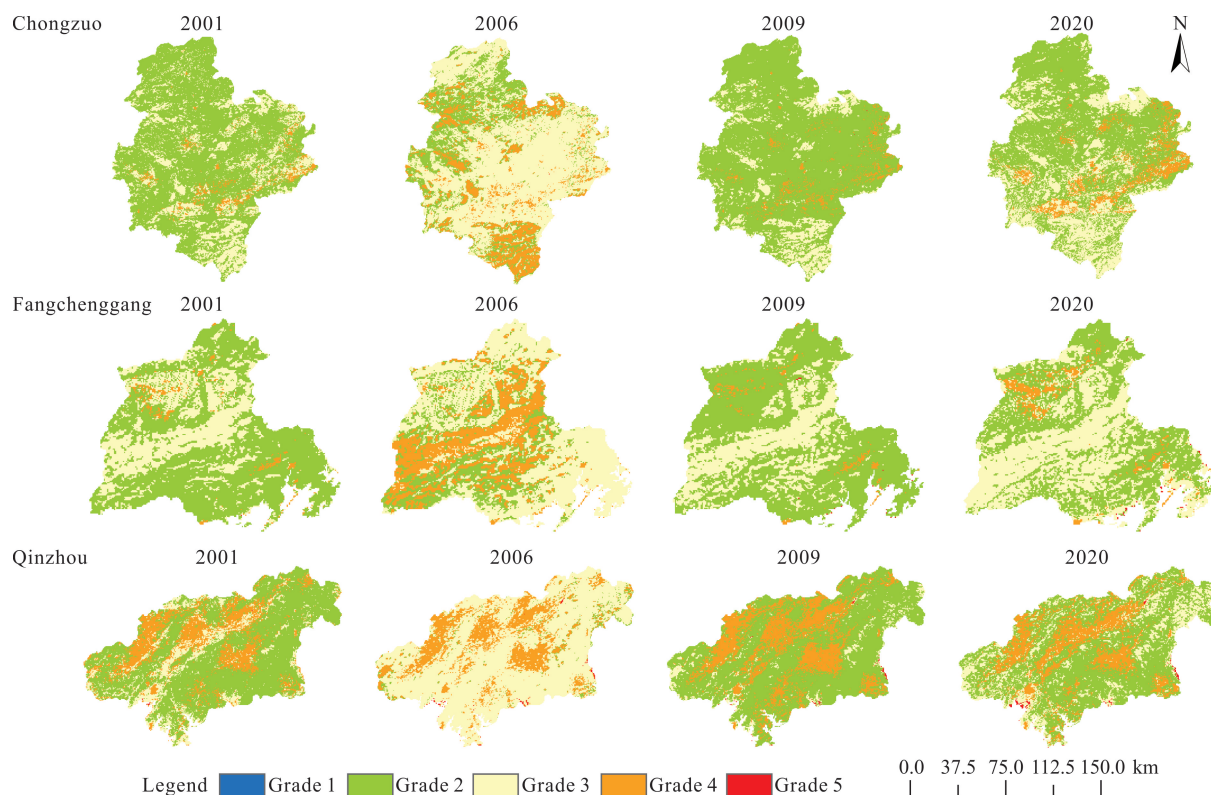 Chongzuo 2001 2006 2009 2020 N
Fangchenggang 2001 2006 2009 2020
Qinzhou 2001 2006 2009 2020
Legend Grade 1 Grade 2 Grade 3 Grade 4 Grade 5
0.0 37.5 75.0 112.5 150.0 km